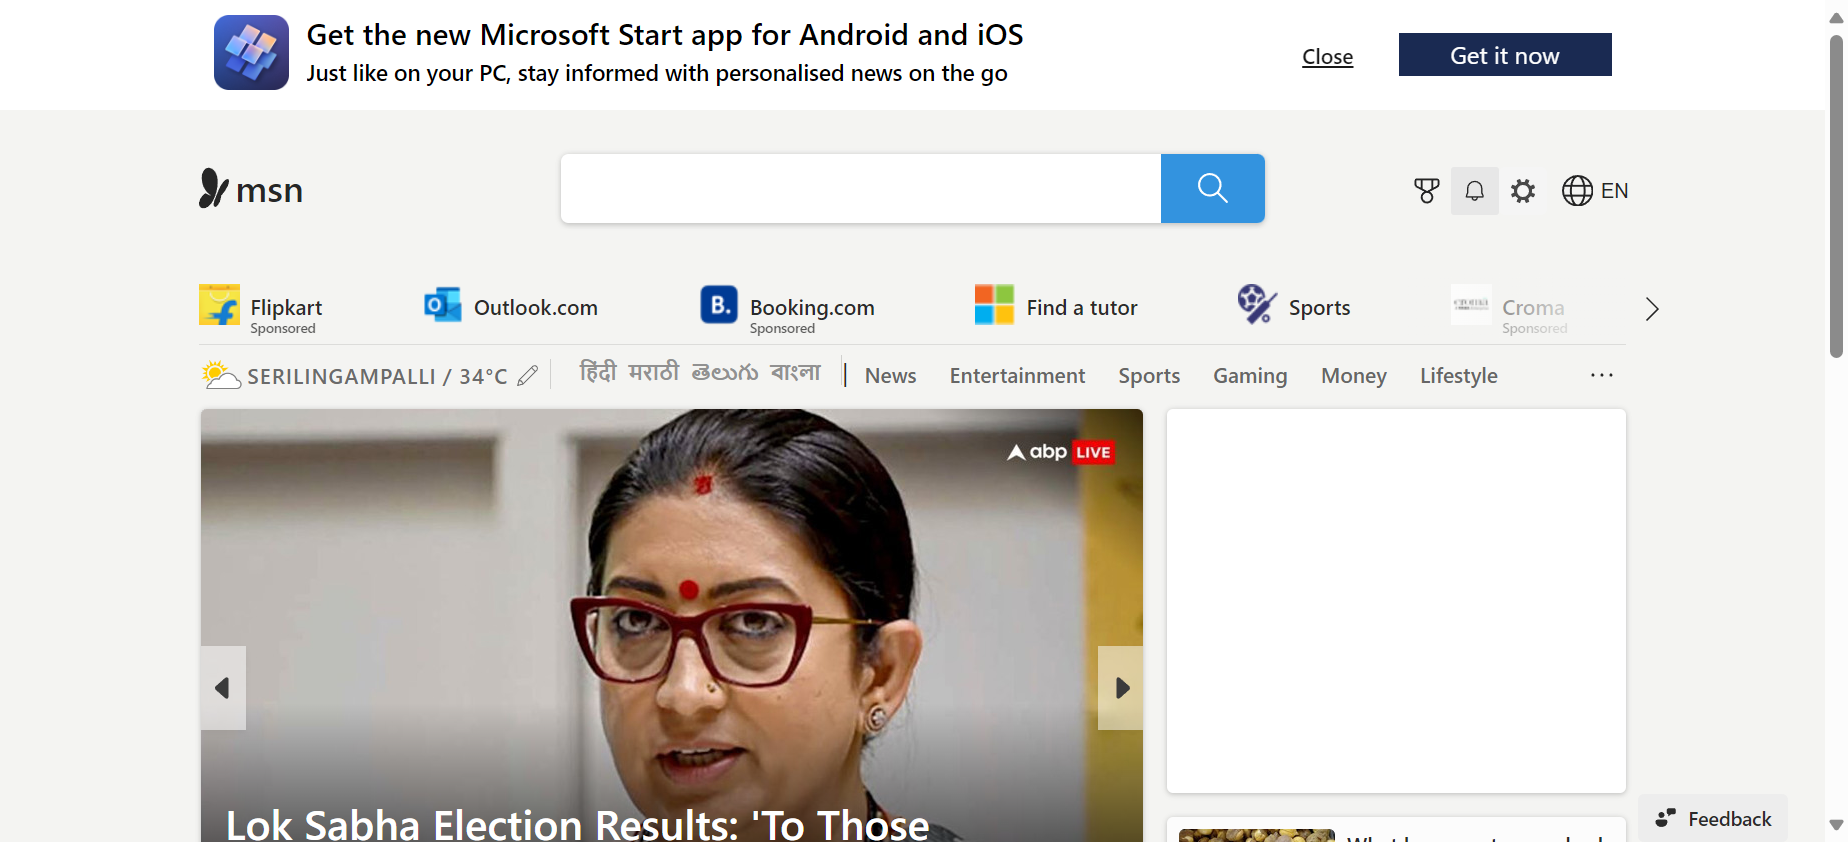 Get the new Microsoft Start app for Android and iOS
Just like on your PC, stay informed with personalised news on the go
Close
Get it now
msn
EN
Flipkart
Sponsored
Outlook.com
B.
Booking.com
Sponsored
Find a tutor
Sports
croma
Croma
Sponsored
SERILINGAMPALLI / 34°C
हिंदी मराठी తెలుగు বাংলা
News
Entertainment
Sports
Gaming
Money
Lifestyle
abp LIVE
Lok Sabha Election Results: 'To Those
Feedback